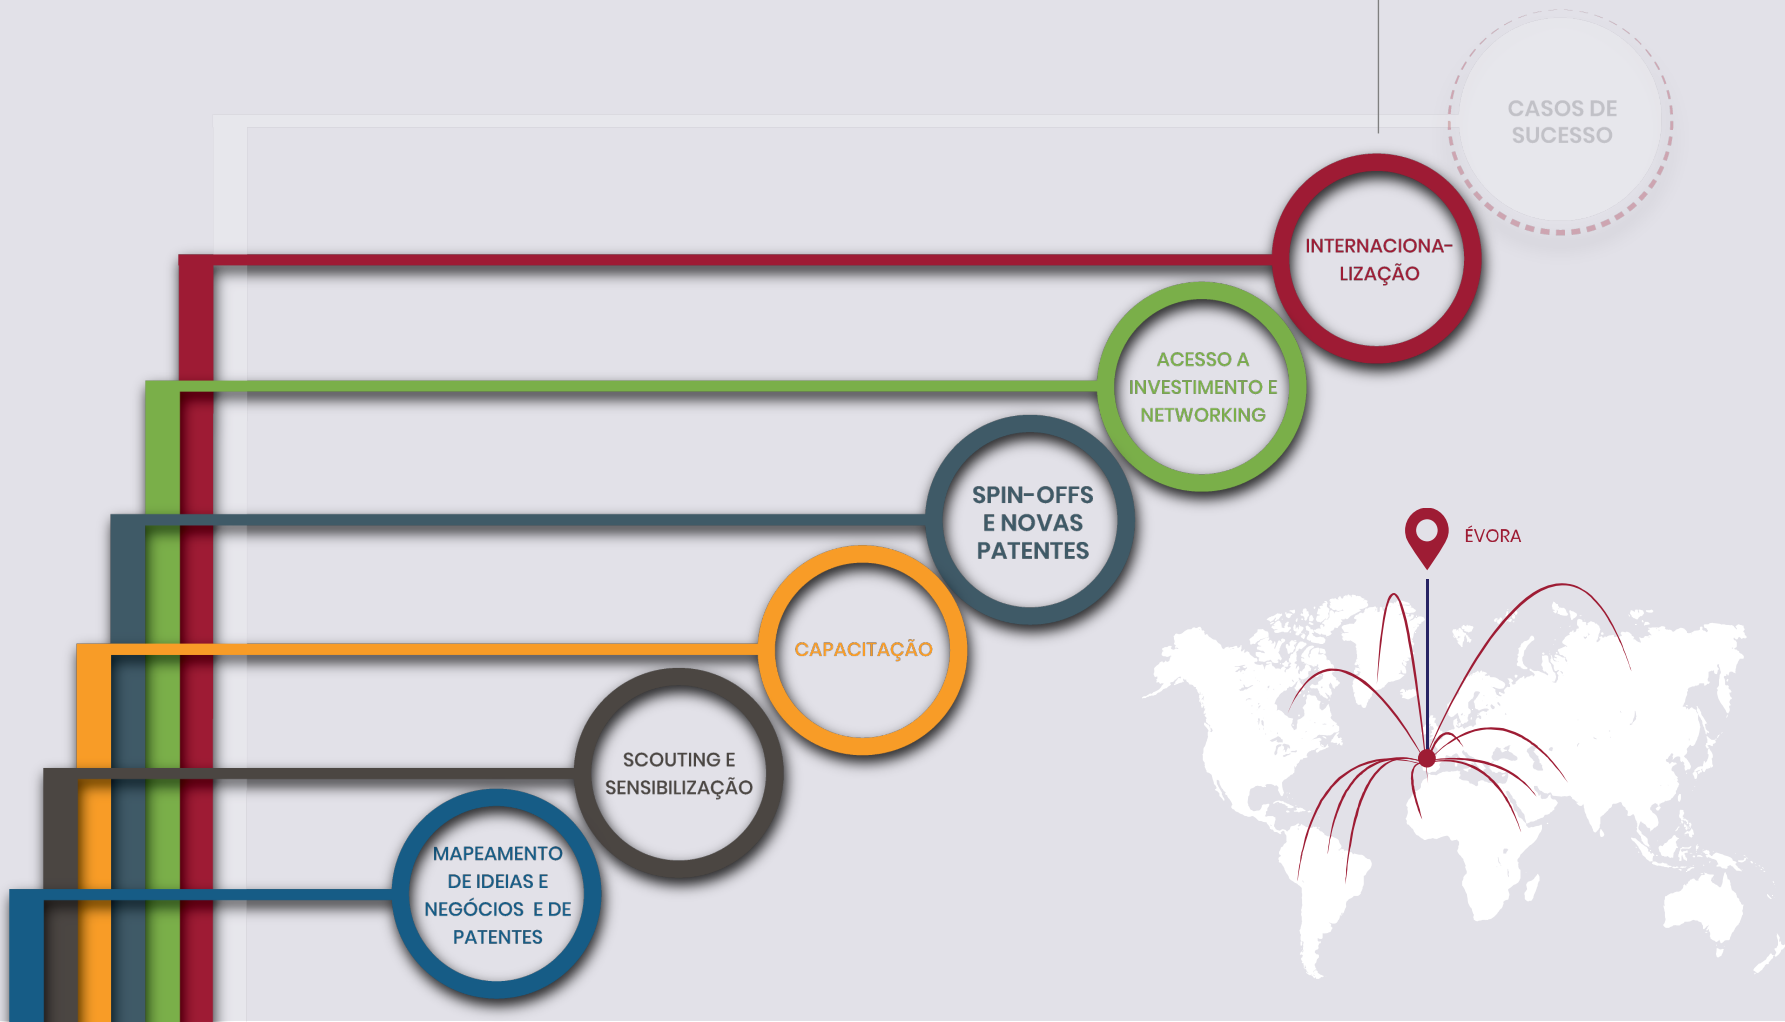 CASOS DE
SUCESSO
INTERNACIONA-
LIZAÇÃO
ACESSO A
INVESTIMENTO E
NETWORKING
SPIN-OFFS
E NOVAS
PATENTES
ÉVORA
CAPACITAÇÃO
SCOUTING E
SENSIBILIZAÇÃO
MAPEAMENTO
DE IDEIAS E
NEGÓCIOS E DE
PATENTES